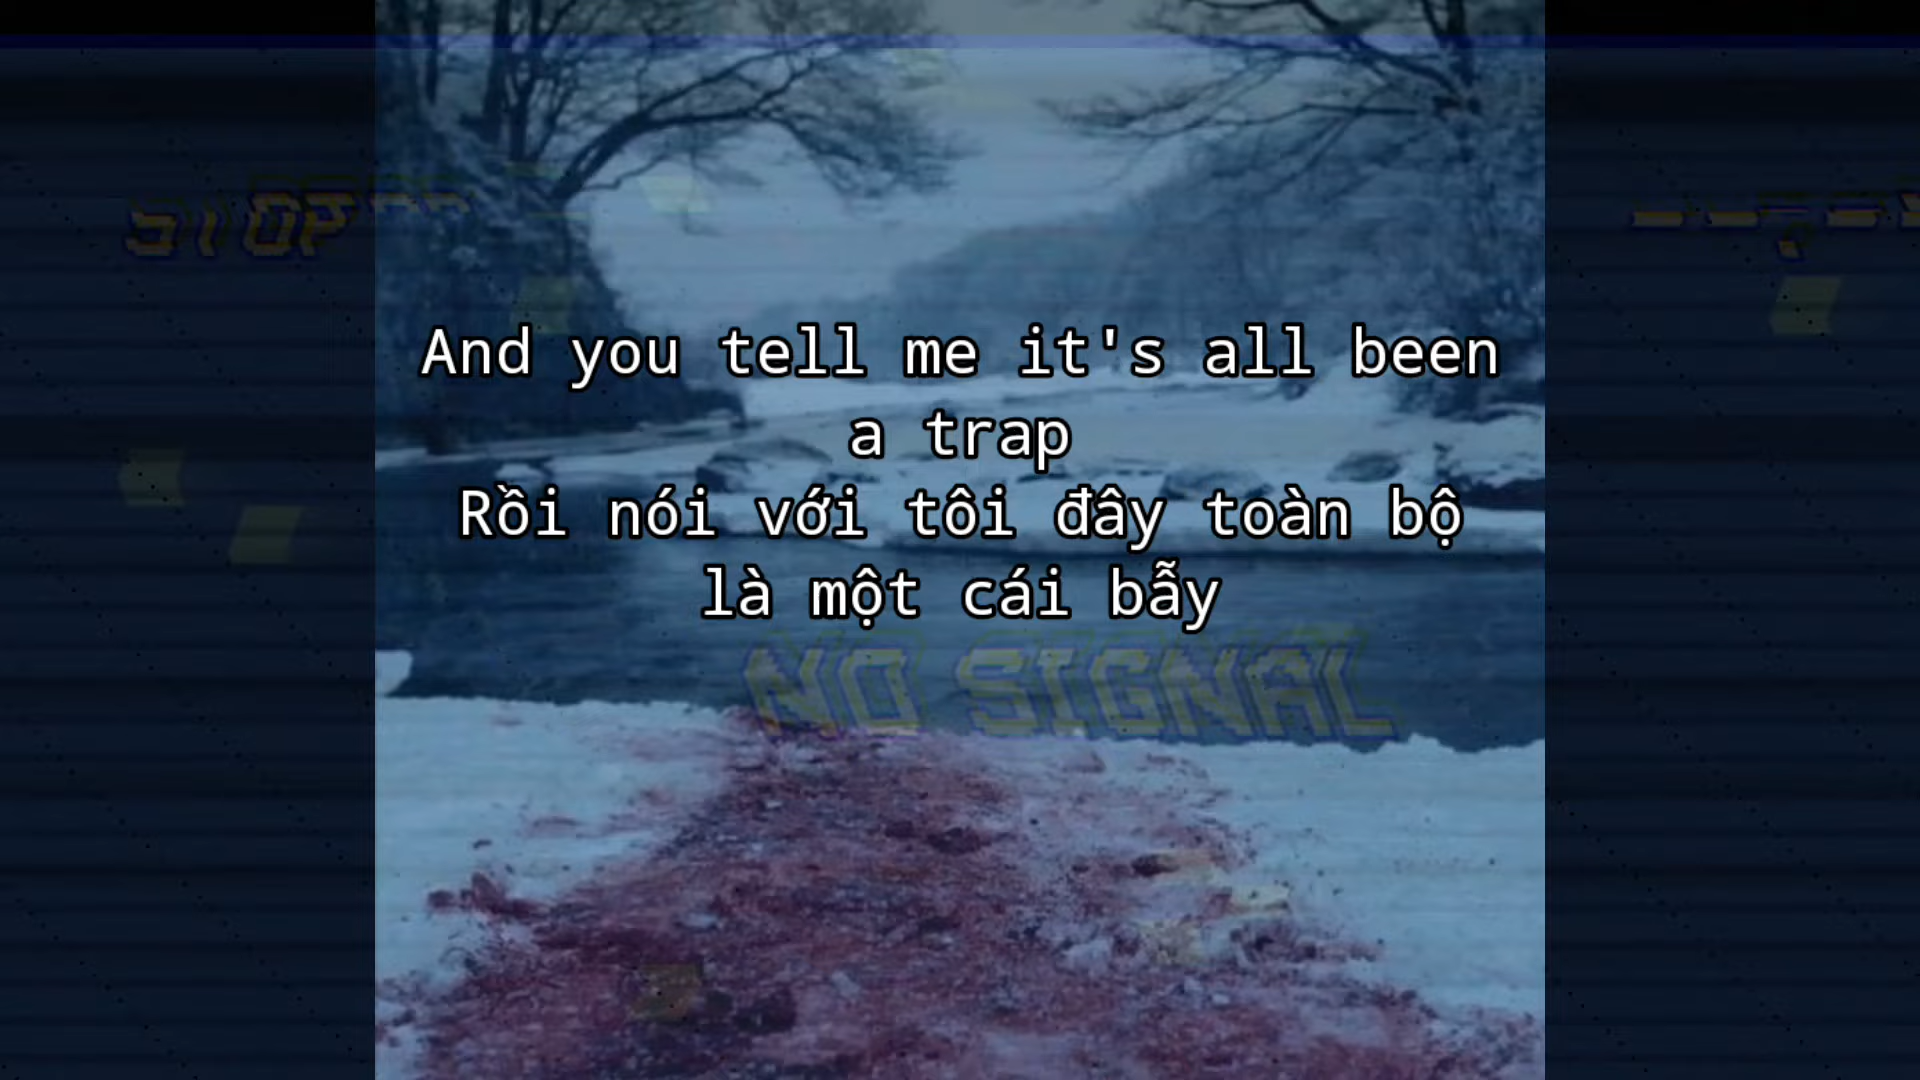 STOP
And you tell me it's all been
a trap
Rồi nói với tôi đây toàn bộ
là một cái bẫy
NO SIGNAL